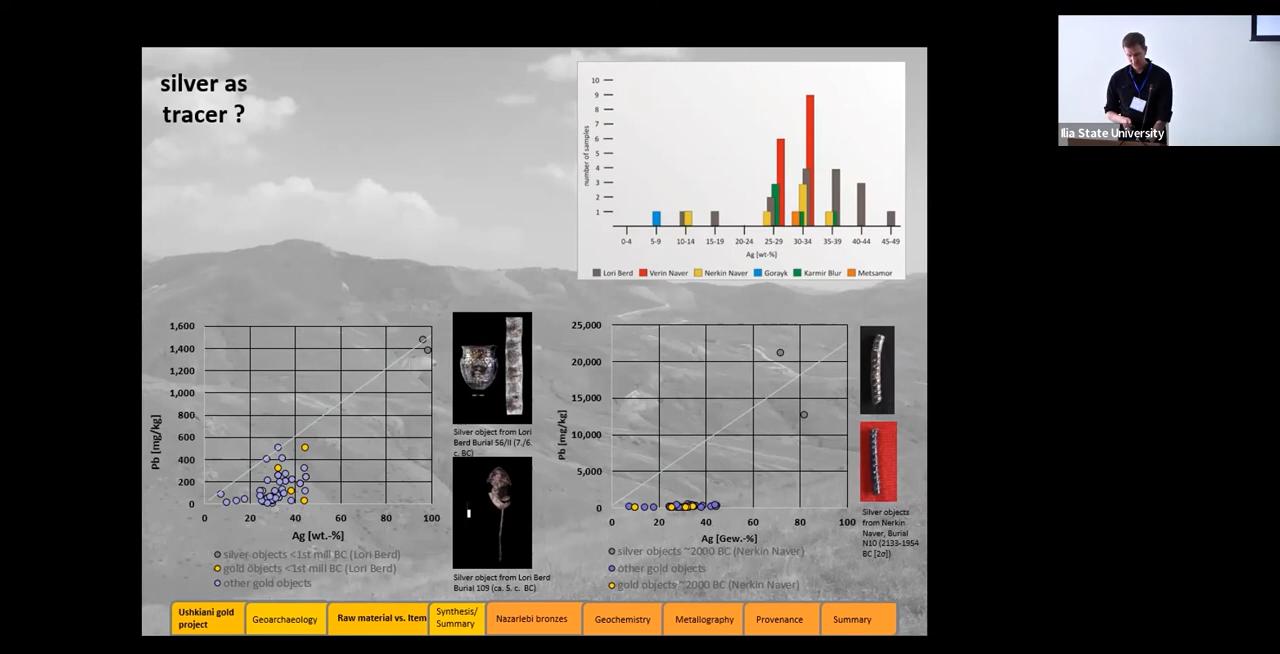 silver as
tracer ?
Ilia State University
number of samples
10
9
8
7
6
5
4
3
2
1
0-4 5-9 10-14 15-19 20-24 25-29 30-34 35-39 40-44 45-49
Ag [wt-%]
Lori Berd Verin Naver Nerkin Naver Gorayk Karmir Blur Metsamor
Pb [mg/kg]
1,600
1,400
1,200
1,000
800
600
400
200
0
0 20 40 60 80 100
Ag [wt.-%]
silver objects <1st mill BC (Lori Berd)
gold objects <1st mill BC (Lori Berd)
other gold objects
Silver object from Lori
Berd Burial 56/II (7./6.
c. BC)
Silver object from Lori Berd
Burial 109 (ca. 5. c. BC)
Pb [mg/kg]
25,000
20,000
15,000
10,000
5,000
0
0 20 40 60 80 100
Ag [Gew.-%]
silver objects ~2000 BC (Nerkin Naver)
other gold objects
gold objects ~2000 BC (Nerkin Naver)
Silver objects
from Nerkin
Naver, Burial
N10 (2133-1954
BC [2σ])
Ushkiani gold
project
Geoarchaeology
Raw material vs. Item
Synthesis/
Summary
Nazarlebi bronzes
Geochemistry
Metallography
Provenance
Summary